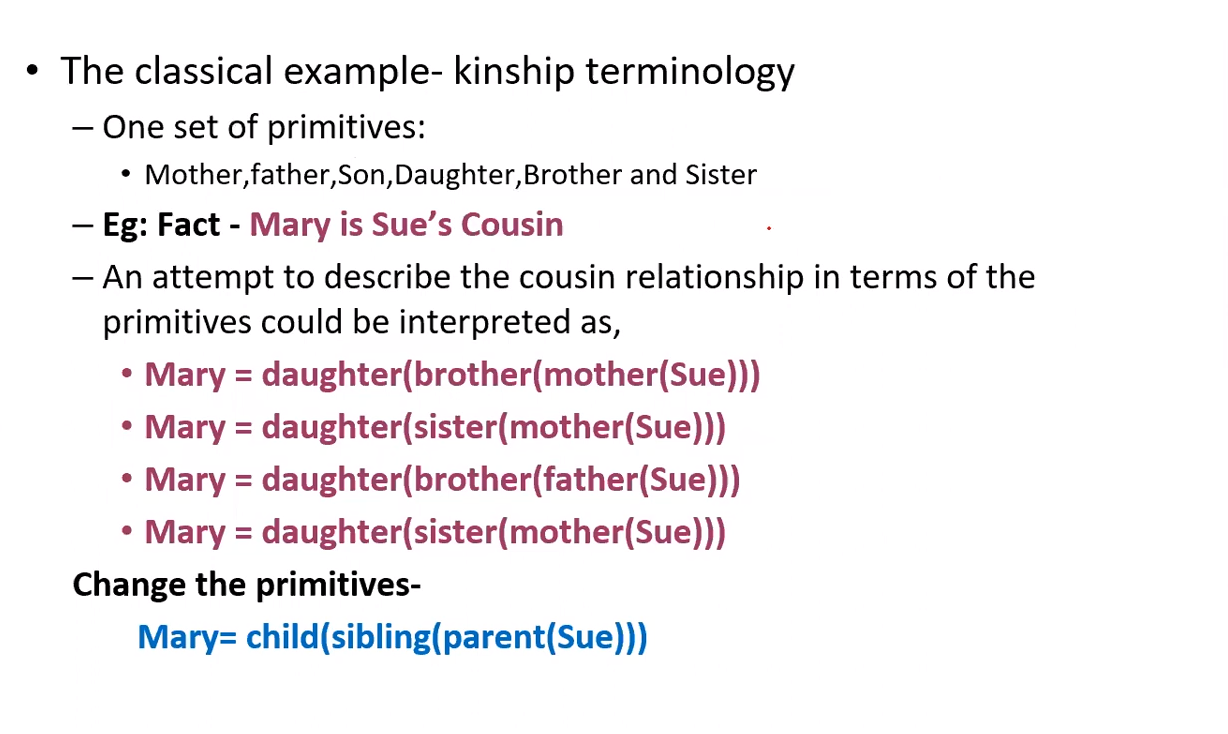 • The classical example- kinship terminology
– One set of primitives:
• Mother,father,Son,Daughter,Brother and Sister
– Eg: Fact - Mary is Sue’s Cousin
– An attempt to describe the cousin relationship in terms of the
primitives could be interpreted as,
• Mary = daughter(brother(mother(Sue)))
• Mary = daughter(sister(mother(Sue)))
• Mary = daughter(brother(father(Sue)))
• Mary = daughter(sister(mother(Sue)))
Change the primitives-
Mary= child(sibling(parent(Sue)))